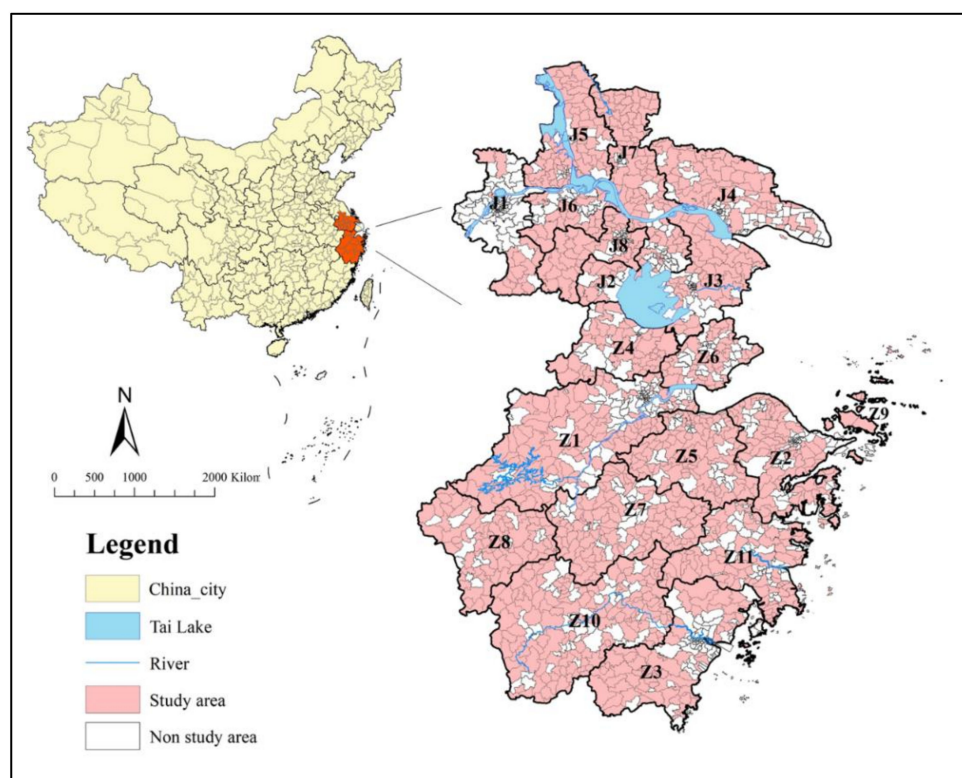 J5
J7
J1
J6
J4
J8
J2
J3
Z4
Z6
Z9
Z1
Z5
Z2
Z7
Z8
Z11
Z10
Z3
N
0 500 1000 2000 Kilom
Legend
China_city
Tai Lake
River
Study area
Non study area